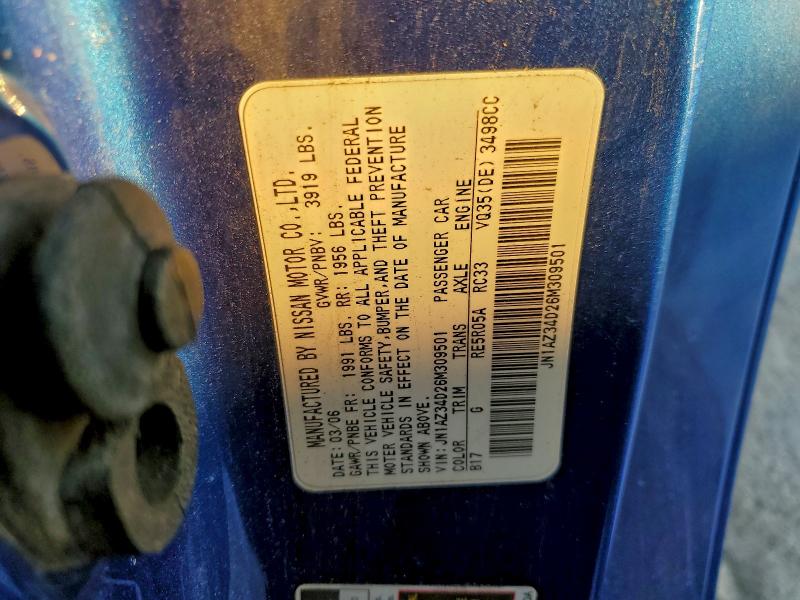 MANUFACTURED BY NISSAN MOTOR CO.,LTD.
DATE: 03/06 GVWR/PNBV: 3919 LBS.
GAWR/PNBE FR: 1991 LBS. RR: 1956 LBS.
THIS VEHICLE CONFORMS TO ALL APPLICABLE FEDERAL
MOTER VEHICLE SAFETY,BUMPER,AND THEFT PREVENTION
STANDARDS IN EFFECT ON THE DATE OF MANUFACTURE
SHOWN ABOVE.
VIN: JN1AZ34D26M309501 PASSENGER CAR
COLOR TRIM TRANS AXLE ENGINE
B17 G RE5R05A RC33 VQ35(DE) 3498CC
JN1AZ34D26M309501